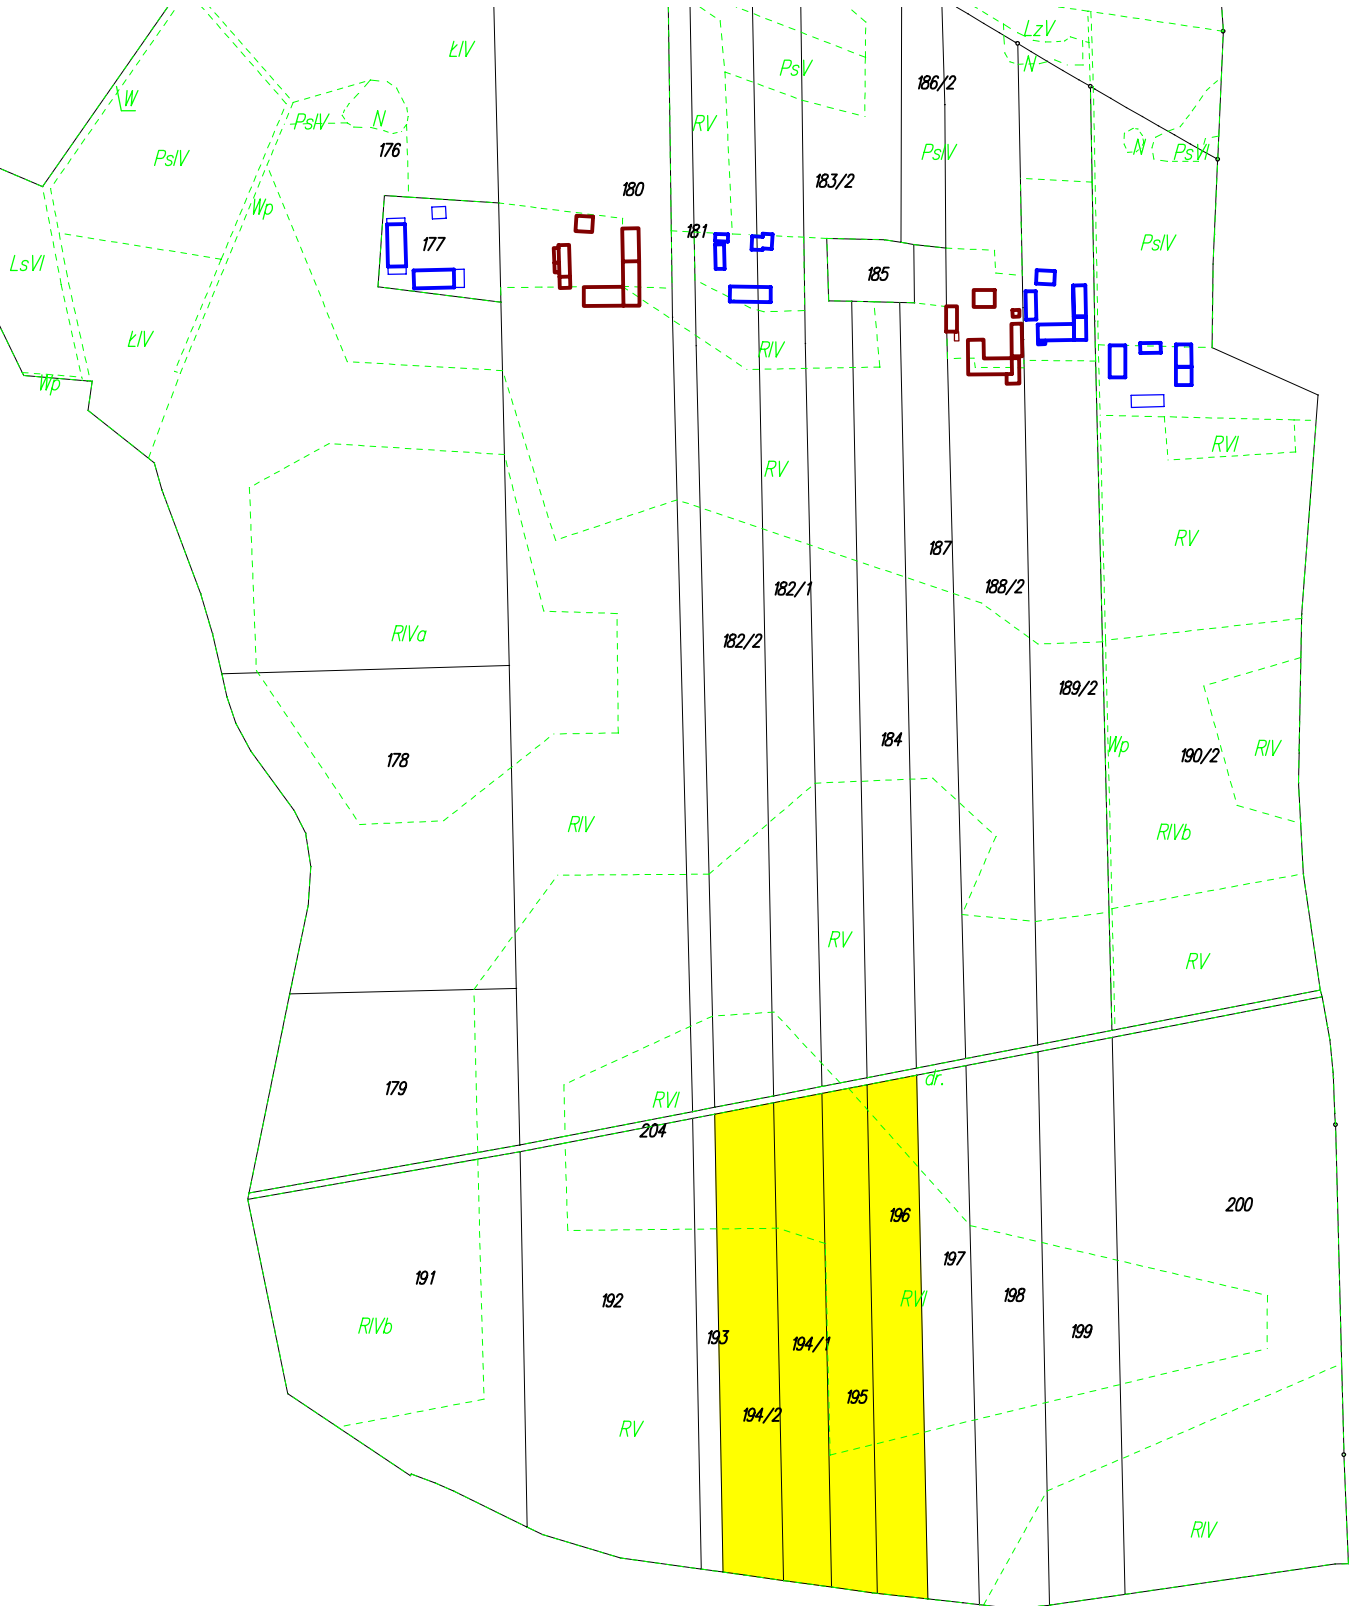 LzV
ŁIV
N
PsV
186/2
W
RV
PsIV
N
N
PsVI
176
PsIV
PsIV
183/2
180
Wp
181
177
PsIV
LsVI
185
ŁIV
RIV
Wp
RVI
RV
RV
187
182/1
188/2
RIVa
182/2
189/2
184
Wp
RIV
190/2
178
RIV
RIVb
RV
RV
dr.
179
RVI
204
200
196
197
191
198
RVI
192
RIVb
199
193
194/1
195
194/2
RV
RIV